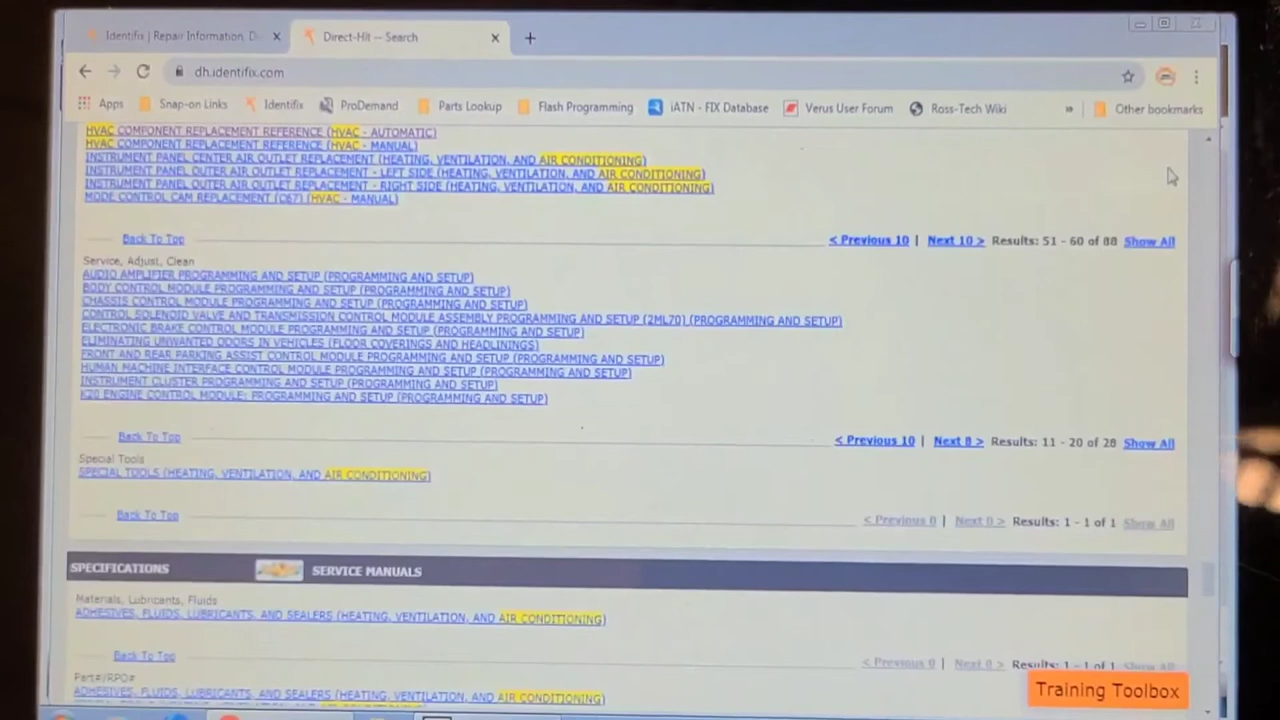 Identifix | Repair Information, D
Direct-Hit -- Search
dh.identifix.com
Apps
Snap-on Links
Identifix
ProDemand
Parts Lookup
Flash Programming
iATN - FIX Database
Verus User Forum
Ross-Tech Wiki
»
Other bookmarks
HVAC COMPONENT REPLACEMENT REFERENCE (HVAC - AUTOMATIC)
HVAC COMPONENT REPLACEMENT REFERENCE (HVAC - MANUAL)
INSTRUMENT PANEL CENTER AIR OUTLET REPLACEMENT (HEATING, VENTILATION, AND AIR CONDITIONING)
INSTRUMENT PANEL OUTER AIR OUTLET REPLACEMENT - LEFT SIDE (HEATING, VENTILATION, AND AIR CONDITIONING)
INSTRUMENT PANEL OUTER AIR OUTLET REPLACEMENT - RIGHT SIDE (HEATING, VENTILATION, AND AIR CONDITIONING)
MODE CONTROL CAM REPLACEMENT (C67) (HVAC - MANUAL)
Back To Top < Previous 10 | Next 10 > Results: 51 - 60 of 88 Show All
Service, Adjust, Clean
AUDIO AMPLIFIER PROGRAMMING AND SETUP (PROGRAMMING AND SETUP)
BODY CONTROL MODULE PROGRAMMING AND SETUP (PROGRAMMING AND SETUP)
CHASSIS CONTROL MODULE PROGRAMMING AND SETUP (PROGRAMMING AND SETUP)
CONTROL SOLENOID VALVE AND TRANSMISSION CONTROL MODULE ASSEMBLY PROGRAMMING AND SETUP (2ML70) (PROGRAMMING AND SETUP)
ELECTRONIC BRAKE CONTROL MODULE PROGRAMMING AND SETUP (PROGRAMMING AND SETUP)
ELIMINATING UNWANTED ODORS IN VEHICLES (FLOOR COVERINGS AND HEADLININGS)
FRONT AND REAR PARKING ASSIST CONTROL MODULE PROGRAMMING AND SETUP (PROGRAMMING AND SETUP)
HUMAN MACHINE INTERFACE CONTROL MODULE PROGRAMMING AND SETUP (PROGRAMMING AND SETUP)
INSTRUMENT CLUSTER PROGRAMMING AND SETUP (PROGRAMMING AND SETUP)
K20 ENGINE CONTROL MODULE: PROGRAMMING AND SETUP (PROGRAMMING AND SETUP)
Back To Top < Previous 10 | Next 8 > Results: 11 - 20 of 28 Show All
Special Tools
SPECIAL TOOLS (HEATING, VENTILATION, AND AIR CONDITIONING)
Back To Top < Previous 0 | Next 0 > Results: 1 - 1 of 1 Show All
SPECIFICATIONS SERVICE MANUALS
Materials, Lubricants, Fluids
ADHESIVES, FLUIDS, LUBRICANTS, AND SEALERS (HEATING, VENTILATION, AND AIR CONDITIONING)
Back To Top < Previous 0 | Next 0 > Results: 1 - 1 of 1 Show All
Part#/RPO#
ADHESIVES, FLUIDS, LUBRICANTS, AND SEALERS (HEATING, VENTILATION, AND AIR CONDITIONING)
Training Toolbox